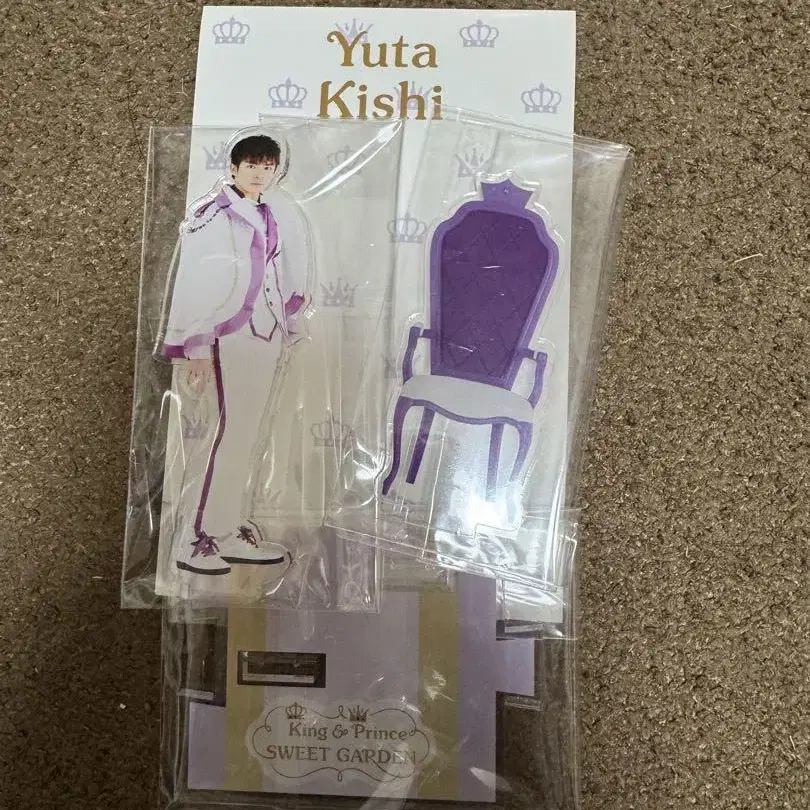 Yuta
Kishi
King & Prince
SWEET GARDEN